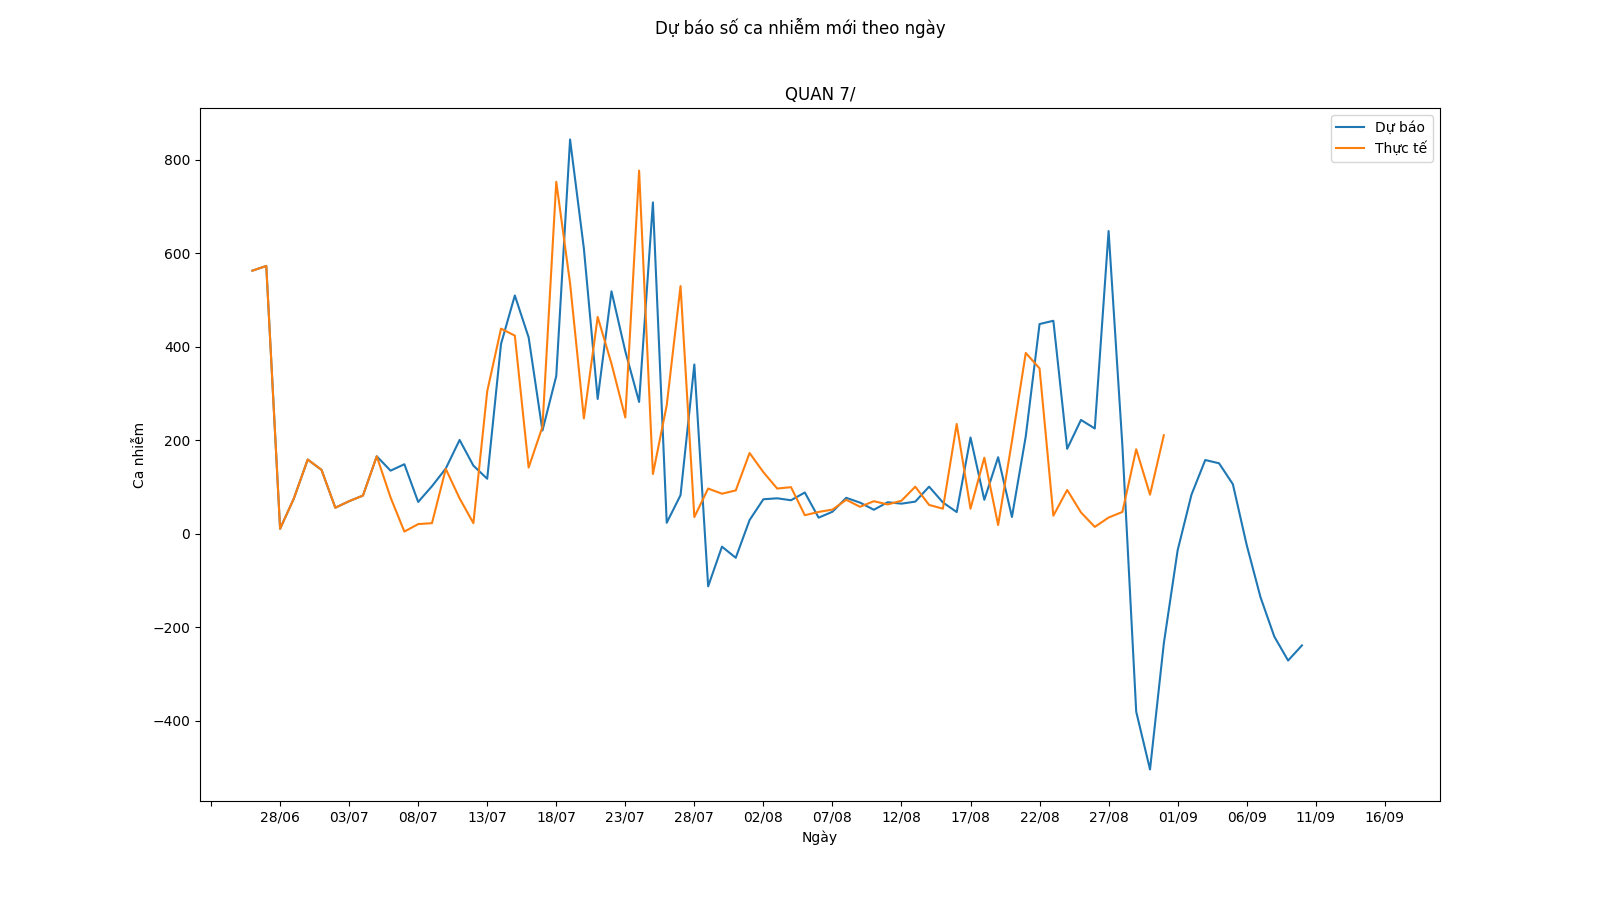 Dự báo số ca nhiễm mới theo ngày
QUAN 7/
Dự báo
Thực tế
800
600
400
200
0
−200
−400
Ca nhiễm
28/06 03/07 08/07 13/07 18/07 23/07 28/07 02/08 07/08 12/08 17/08 22/08 27/08 01/09 06/09 11/09 16/09
Ngày